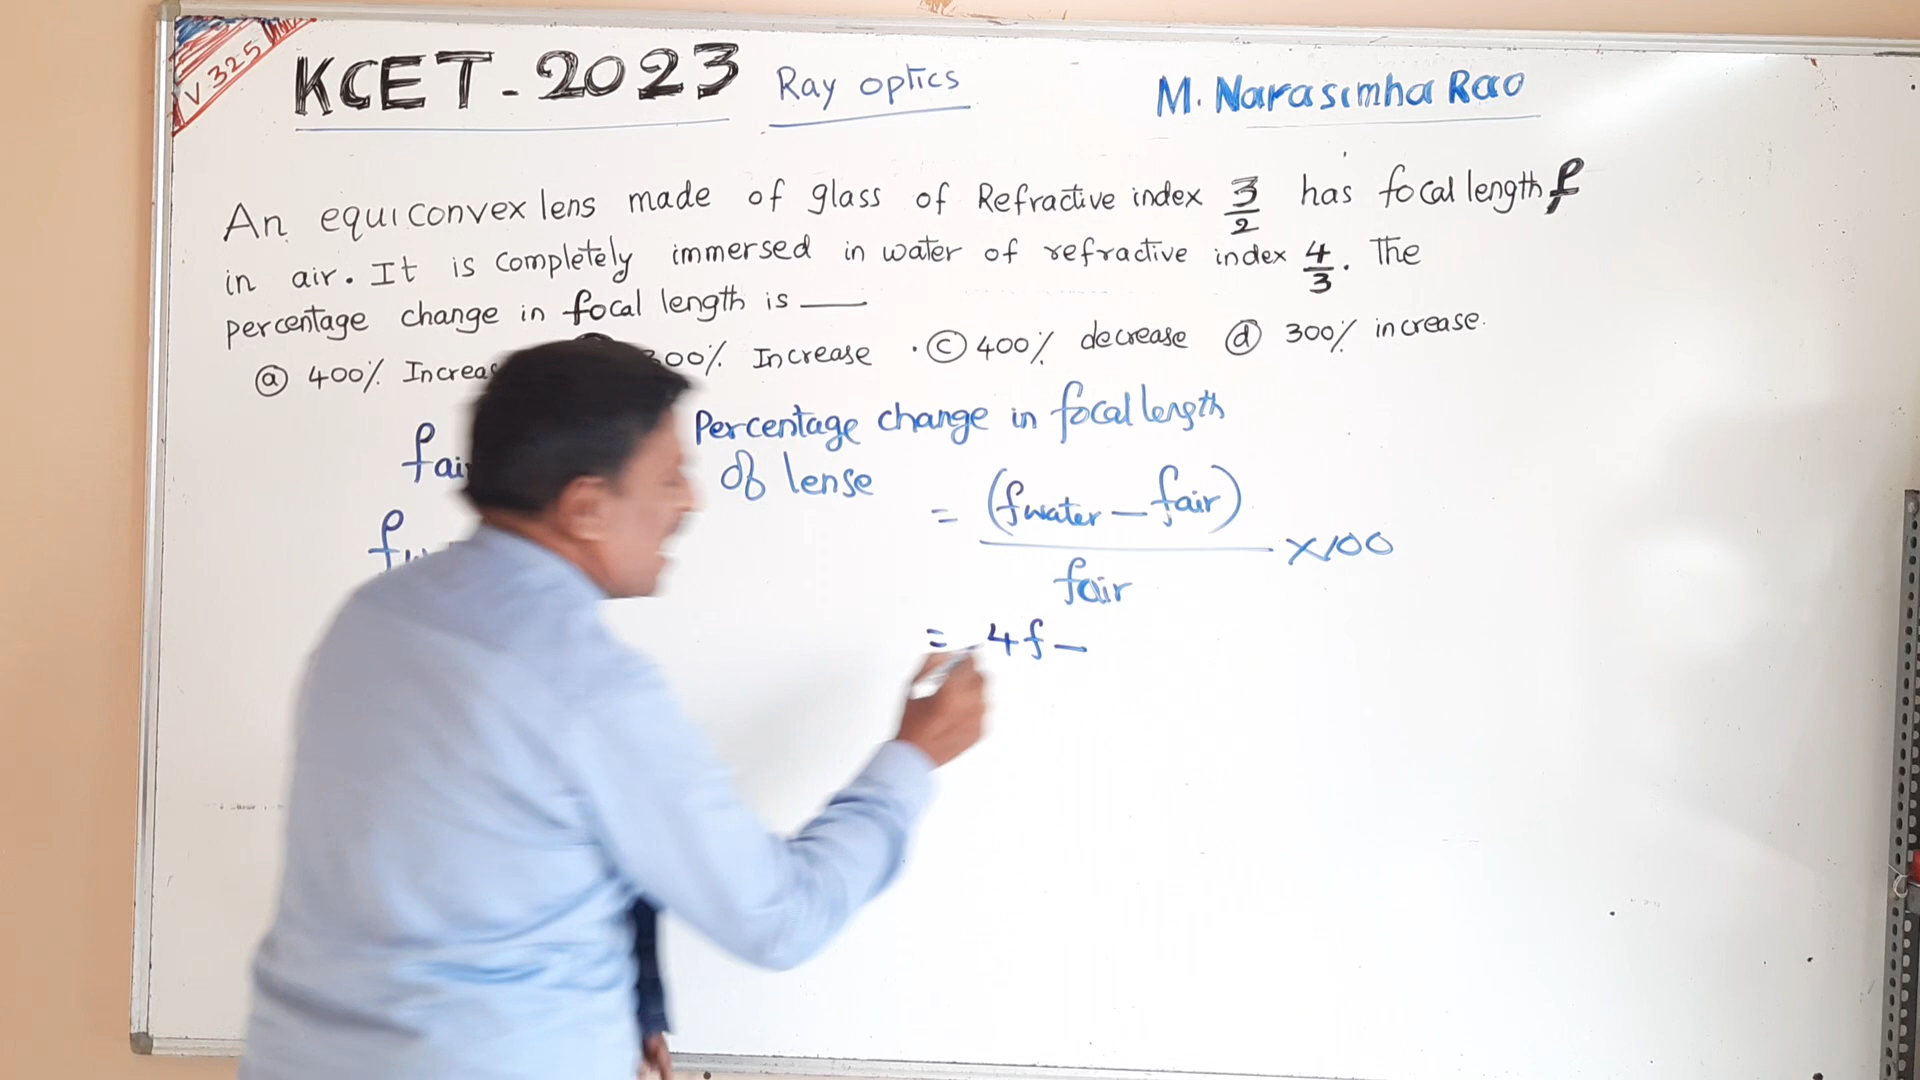 V 325
KCET - 2023 Ray optics M. Narasimha Rao
An equiconvex lens made of glass of Refractive index 3/2 has focal length f
in air. It is completely immersed in water of refractive index 4/3. The
percentage change in focal length is ___
(a) 400% Increas 300% Increase (c) 400% decrease (d) 300% increase.
fair Percentage change in focal length
of lense
= (fwater – fair) / fair × 100
= 4f –